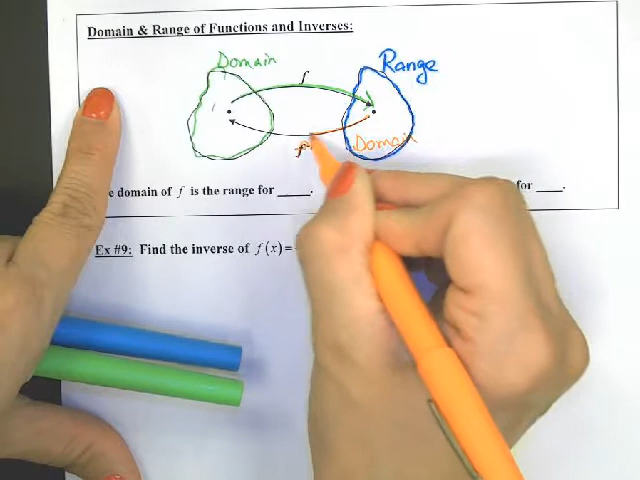 Domain & Range of Functions and Inverses:
Domain
f
Range
Domain
f
e domain of f is the range for ____.
for ____.
Ex #9: Find the inverse of f(x)=